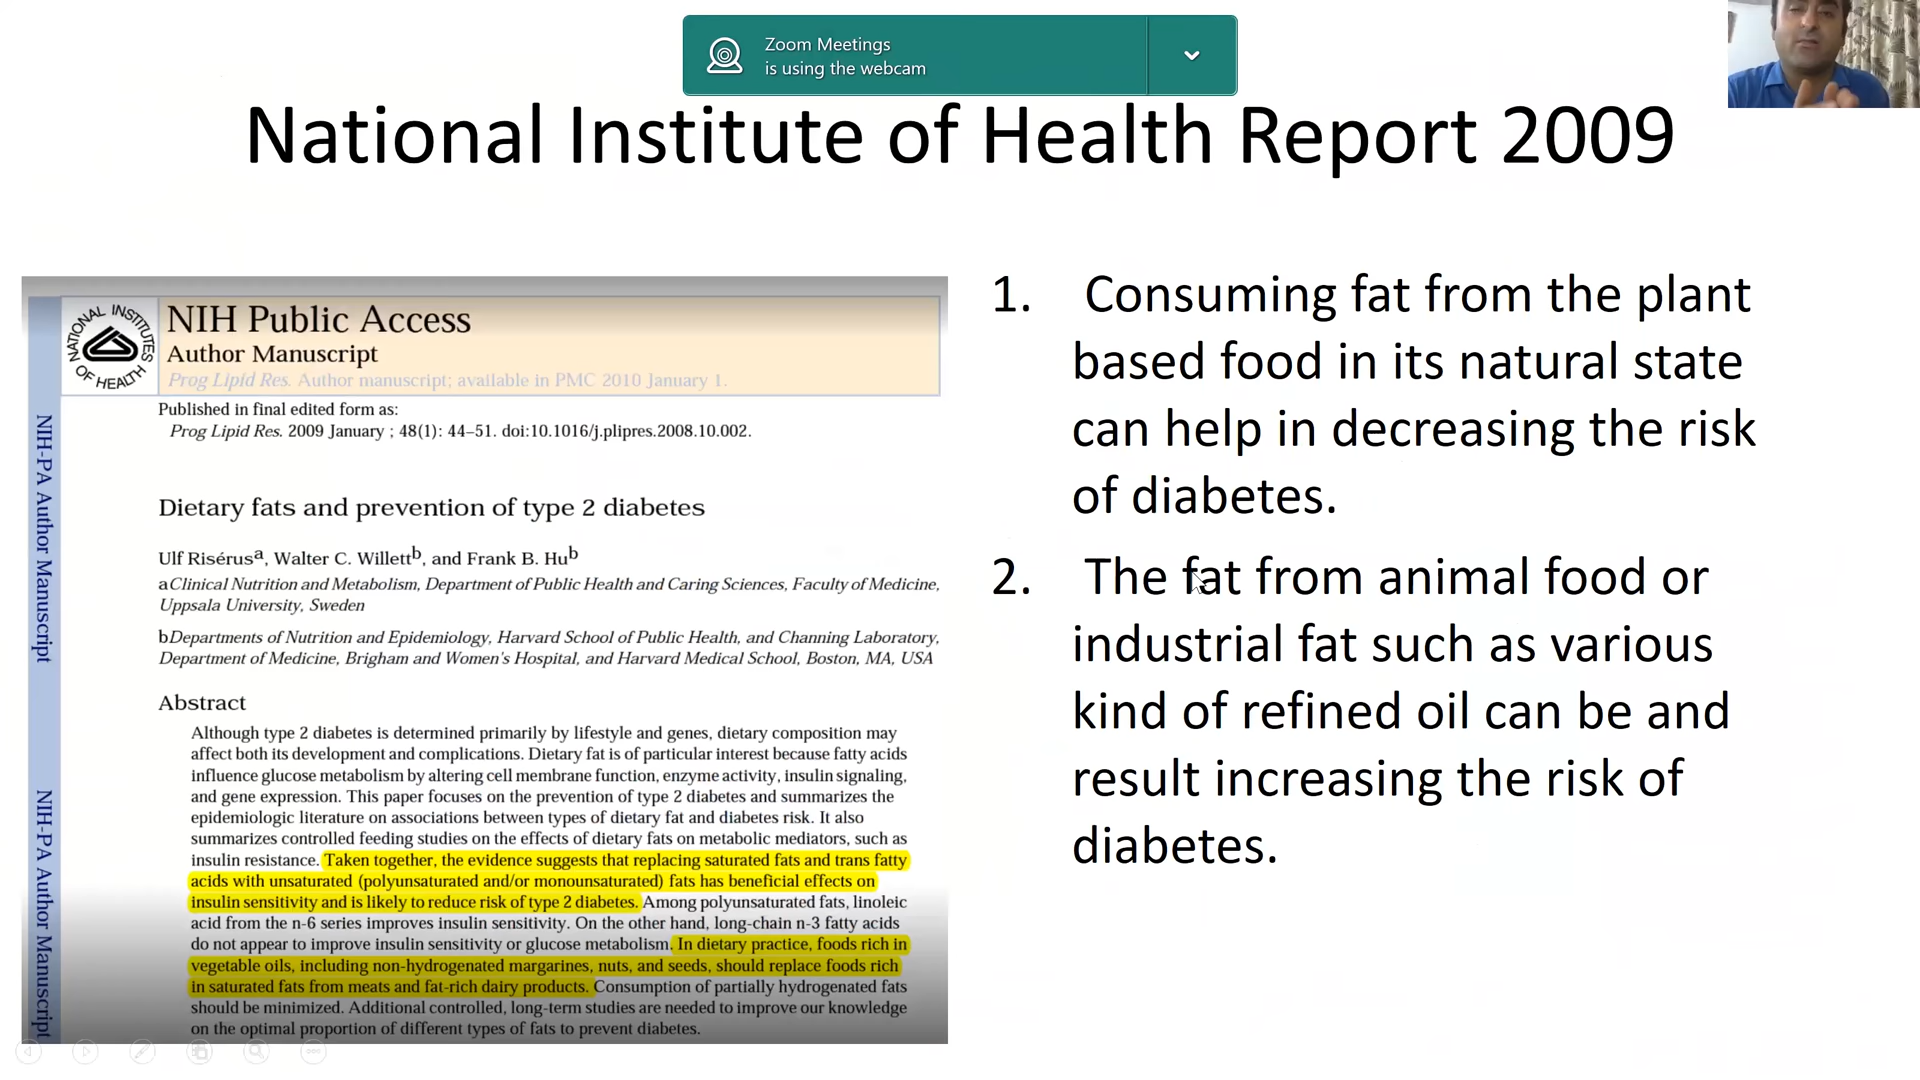 Zoom Meetings
is using the webcam
National Institute of Health Report 2009
NATIONAL INSTITUTES
OF HEALTH
NIH Public Access
Author Manuscript
Prog Lipid Res. Author manuscript; available in PMC 2010 January 1.
Published in final edited form as:
Prog Lipid Res. 2009 January ; 48(1): 44–51. doi:10.1016/j.plipres.2008.10.002.
NIH-PA Author Manuscript
NIH-PA Author Manuscript
Dietary fats and prevention of type 2 diabetes
Ulf Risérusa, Walter C. Willettb, and Frank B. Hub
aClinical Nutrition and Metabolism, Department of Public Health and Caring Sciences, Faculty of Medicine,
Uppsala University, Sweden
bDepartments of Nutrition and Epidemiology, Harvard School of Public Health, and Channing Laboratory,
Department of Medicine, Brigham and Women's Hospital, and Harvard Medical School, Boston, MA, USA
Abstract
Although type 2 diabetes is determined primarily by lifestyle and genes, dietary composition may
affect both its development and complications. Dietary fat is of particular interest because fatty acids
influence glucose metabolism by altering cell membrane function, enzyme activity, insulin signaling,
and gene expression. This paper focuses on the prevention of type 2 diabetes and summarizes the
epidemiologic literature on associations between types of dietary fat and diabetes risk. It also
summarizes controlled feeding studies on the effects of dietary fats on metabolic mediators, such as
insulin resistance. Taken together, the evidence suggests that replacing saturated fats and trans fatty
acids with unsaturated (polyunsaturated and/or monounsaturated) fats has beneficial effects on
insulin sensitivity and is likely to reduce risk of type 2 diabetes. Among polyunsaturated fats, linoleic
acid from the n-6 series improves insulin sensitivity. On the other hand, long-chain n-3 fatty acids
do not appear to improve insulin sensitivity or glucose metabolism. In dietary practice, foods rich in
vegetable oils, including non-hydrogenated margarines, nuts, and seeds, should replace foods rich
in saturated fats from meats and fat-rich dairy products. Consumption of partially hydrogenated fats
should be minimized. Additional controlled, long-term studies are needed to improve our knowledge
on the optimal proportion of different types of fats to prevent diabetes.
1. Consuming fat from the plant
based food in its natural state
can help in decreasing the risk
of diabetes.
2. The fat from animal food or
industrial fat such as various
kind of refined oil can be and
result increasing the risk of
diabetes.